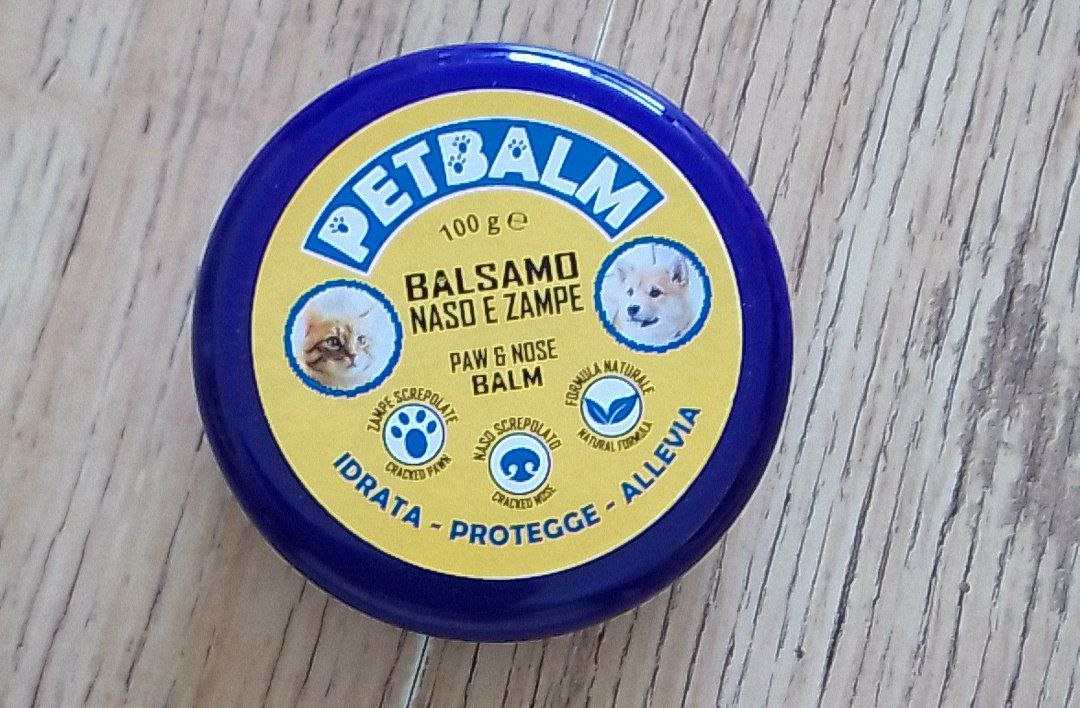 PETBALM
100 g ℮
BALSAMO
NASO E ZAMPE
PAW & NOSE
BALM
ZAMPE SCREPOLATE
CRACKED PAWN
NASO SCREPOLATO
CRACKED NOSE
FORMULA NATURALE
NATURAL FORMULA
IDRATA - PROTEGGE - ALLEVIA